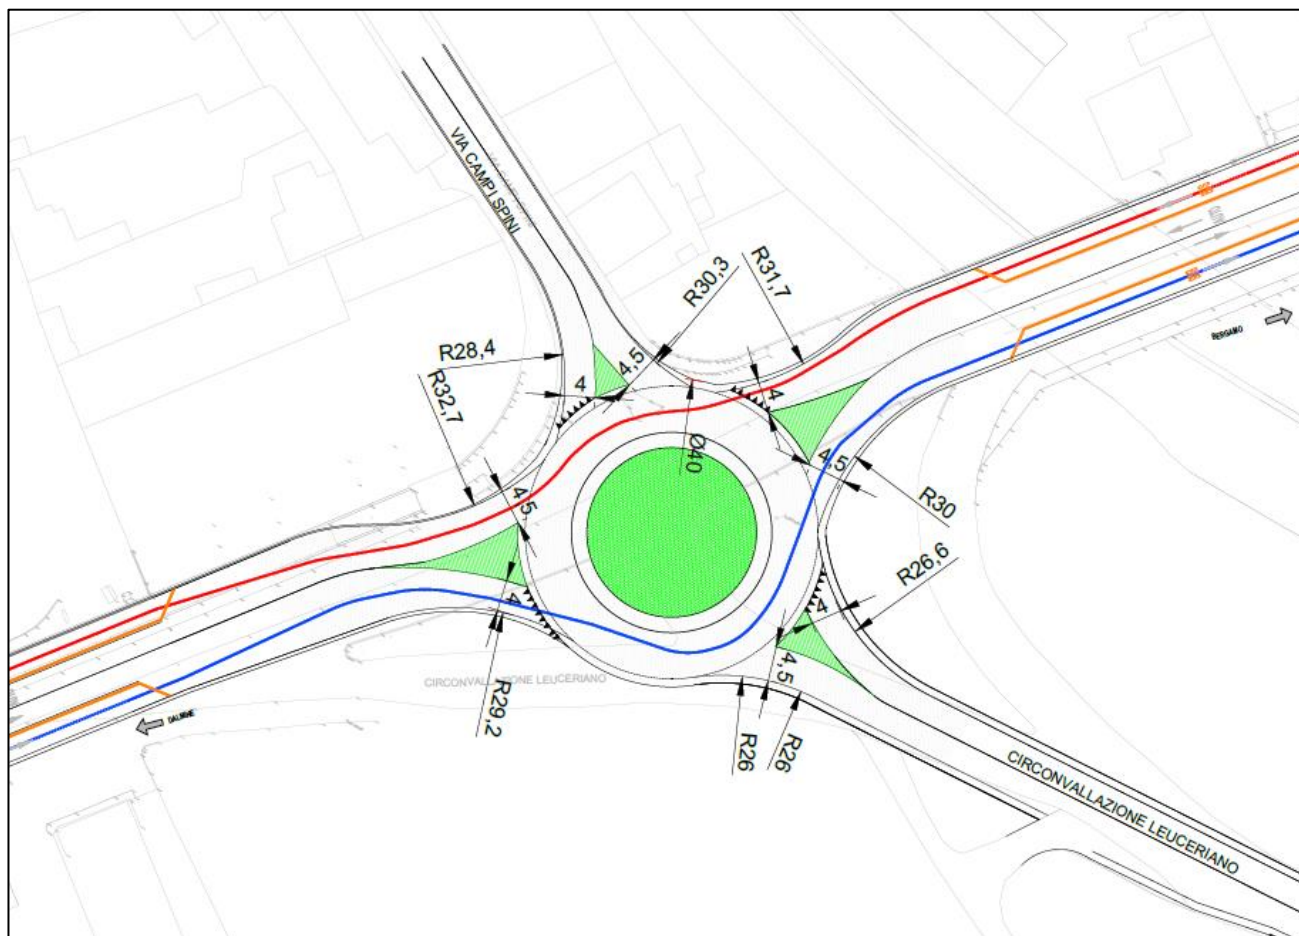 VIA CAMPI SPINI
R30,3
R31,7
R28,4
R32,7
4
4,5
4
Ø40
4,5
4,5
R30
R26,6
4
4
4,5
R29,2
R26
R26
BERGAMO
DALMINE
CIRCONVALLAZIONE LEUCERIANO
CIRCONVALLAZIONE LEUCERIANO